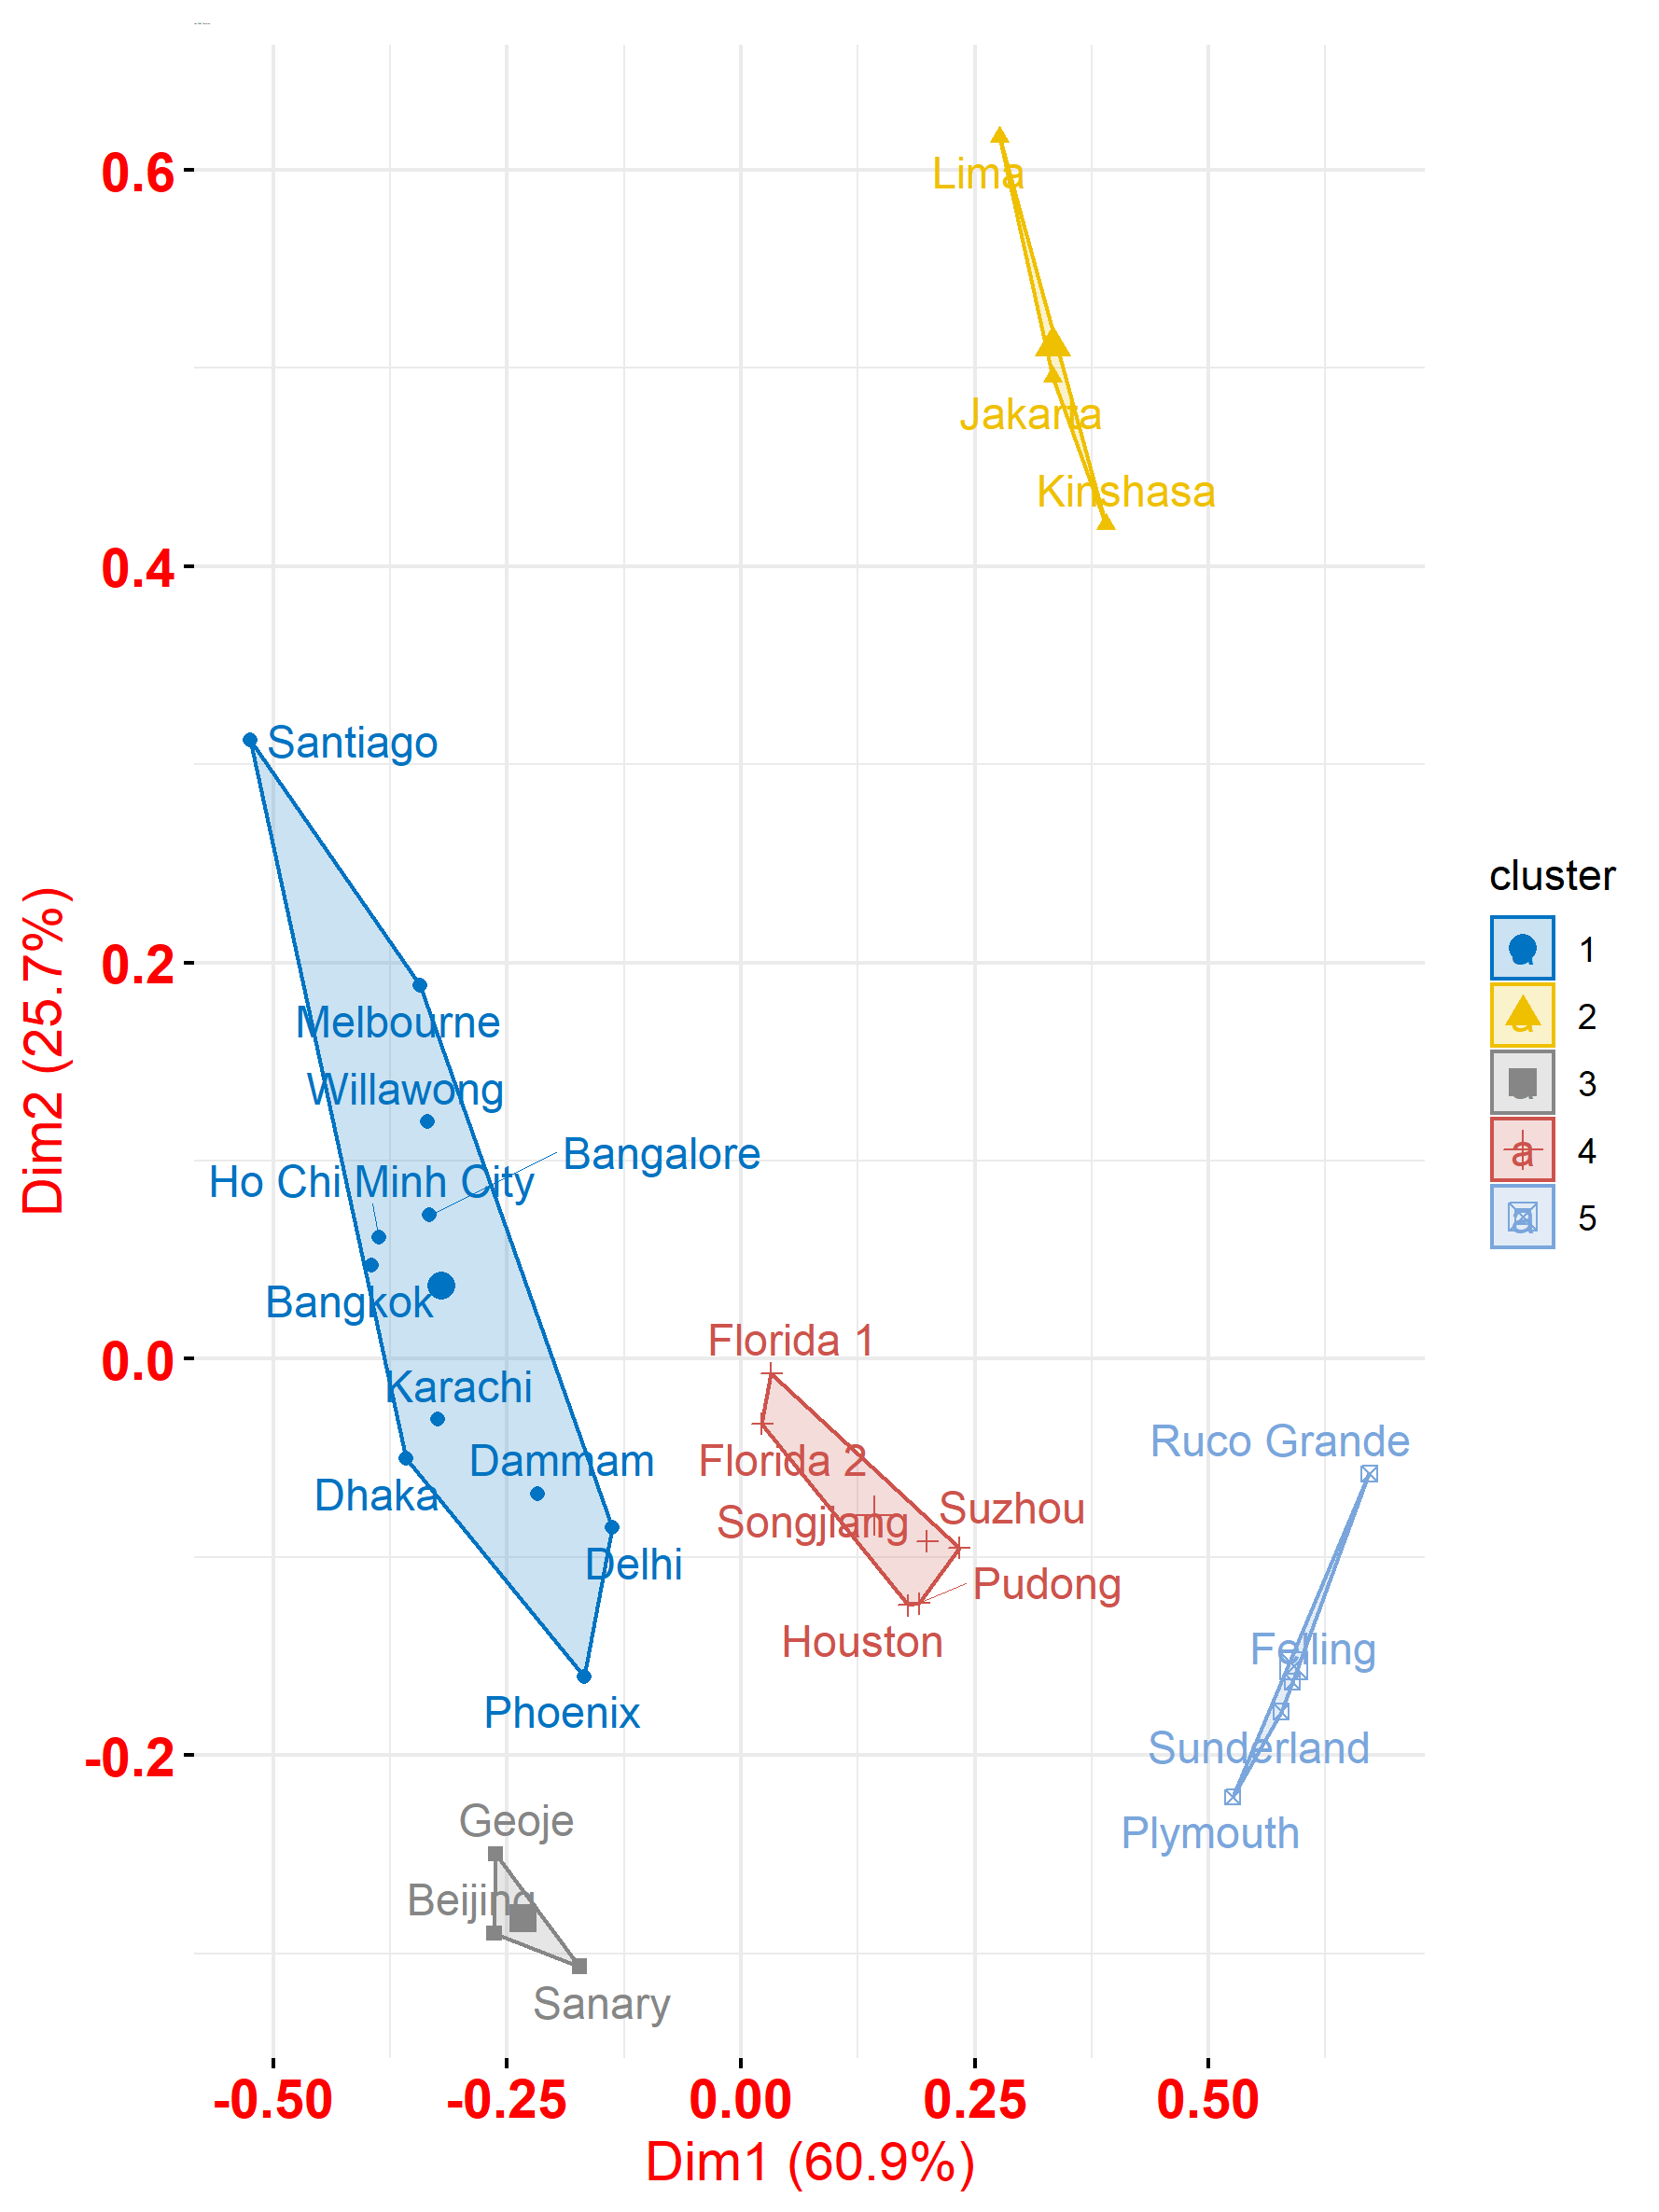 Lima
0.6
Jakarta
Kinshasa
0.4
Santiago
0.2
Melbourne
Willawong
Bangalore
Ho Chi Minh City
Bangkok
0.0
Florida 1
Karachi
Dammam
Florida 2
Ruco Grande
Dhaka
Songjiang
Suzhou
Delhi
Pudong
Houston
Felling
Phoenix
-0.2
Sunderland
Geoje
Plymouth
Beijing
Sanary
Dim2 (25.7%)
-0.50
-0.25
0.00
0.25
0.50
Dim1 (60.9%)
cluster
a 1
a 2
a 3
a 4
a 5